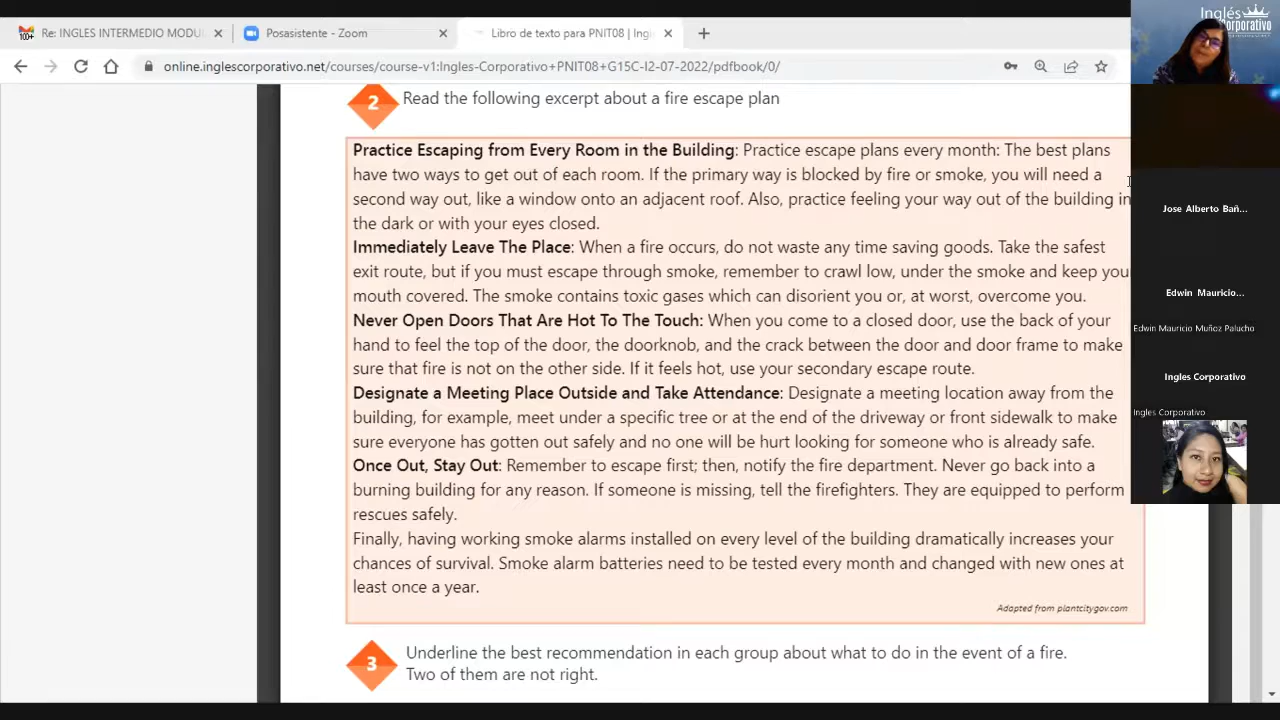 Re: INGLES INTERMEDIO MODU
Posasistente - Zoom
Libro de texto para PNIT08 | Ingl
online.inglescorporativo.net/courses/course-v1:Ingles-Corporativo+PNIT08+G15C-I2-07-2022/pdfbook/0/
Inglés
Corporativo
2
Read the following excerpt about a fire escape plan
Practice Escaping from Every Room in the Building: Practice escape plans every month: The best plans
have two ways to get out of each room. If the primary way is blocked by fire or smoke, you will need a
second way out, like a window onto an adjacent roof. Also, practice feeling your way out of the building in
the dark or with your eyes closed.
Immediately Leave The Place: When a fire occurs, do not waste any time saving goods. Take the safest
exit route, but if you must escape through smoke, remember to crawl low, under the smoke and keep you
mouth covered. The smoke contains toxic gases which can disorient you or, at worst, overcome you.
Never Open Doors That Are Hot To The Touch: When you come to a closed door, use the back of your
hand to feel the top of the door, the doorknob, and the crack between the door and door frame to make
sure that fire is not on the other side. If it feels hot, use your secondary escape route.
Designate a Meeting Place Outside and Take Attendance: Designate a meeting location away from the
building, for example, meet under a specific tree or at the end of the driveway or front sidewalk to make
sure everyone has gotten out safely and no one will be hurt looking for someone who is already safe.
Once Out, Stay Out: Remember to escape first; then, notify the fire department. Never go back into a
burning building for any reason. If someone is missing, tell the firefighters. They are equipped to perform
rescues safely.
Finally, having working smoke alarms installed on every level of the building dramatically increases your
chances of survival. Smoke alarm batteries need to be tested every month and changed with new ones at
least once a year.
Adapted from plantcitygov.com
3
Underline the best recommendation in each group about what to do in the event of a fire.
Two of them are not right.
Jose Alberto Bañ...
Edwin Mauricio...
Edwin Mauricio Muñoz Palucho
Ingles Corporativo
Ingles Corporativo